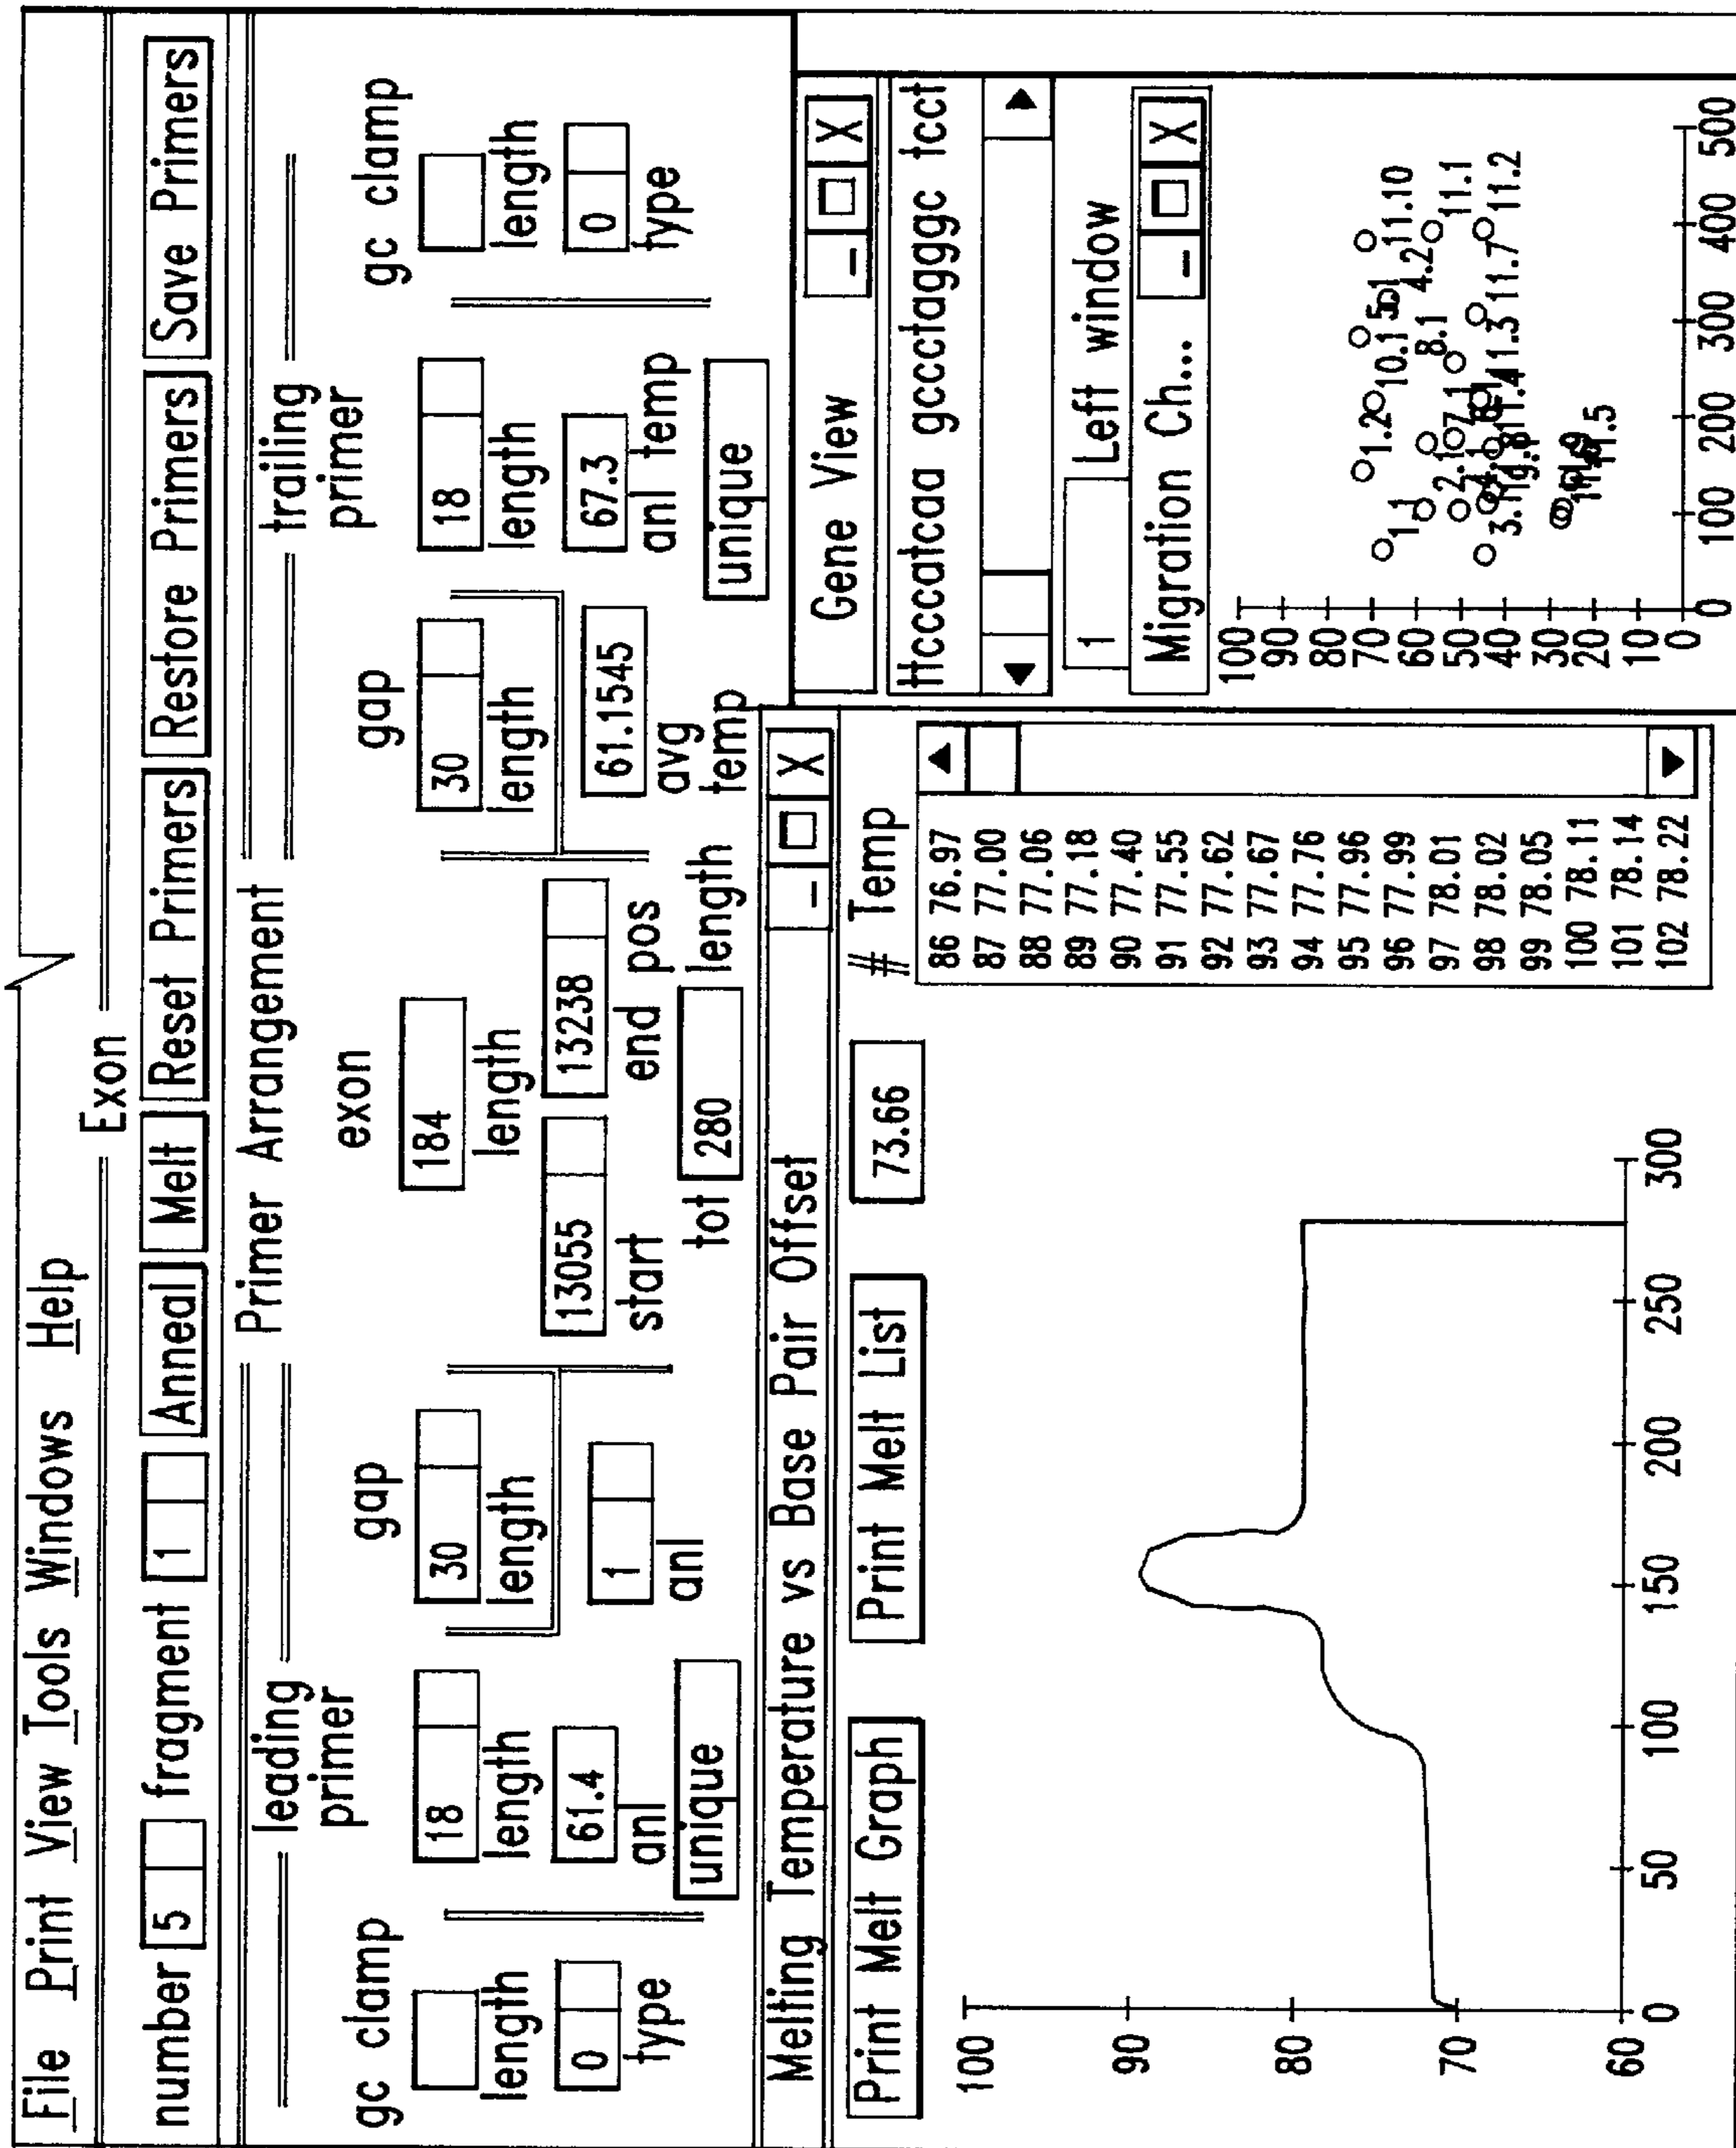 File Print View Tools Windows Help
Exon
number 5 fragment 1 Anneal Melt Reset Primers Restore Primers Save Primers
Primer Arrangement
leading primer
trailing primer
gc clamp
length
0
type
18
length
61.4
anl
unique
gap
30
length
1
anl
exon
184
length
13055
start
13238
end pos
tot 280 length
gap
30
length
61.1545
avg temp
18
length
67.3
anl temp
unique
gc clamp
length
0
type
Melting Temperature vs Base Pair Offset
- X
Print Melt Graph Print Melt List 73.66
# Temp
86 76.97
87 77.00
88 77.06
89 77.18
90 77.40
91 77.55
92 77.62
93 77.67
94 77.76
95 77.96
96 77.99
97 78.01
98 78.02
99 78.05
100 78.11
101 78.14
102 78.22
100
90
80
70
60
0 50 100 150 200 250 300
Gene View
- X
ttcccatcaa gccctagggc tcct
1 Left window
Migration Ch...
- X
100
90
80
70
60
50
40
30
20
10
0
0 100 200 300 400 500
1.1
1.2
10.1
5.1
11.10
2.1
7.1
8.1
4.2
11.1
3.1
11.3
11.7
11.2
11.5